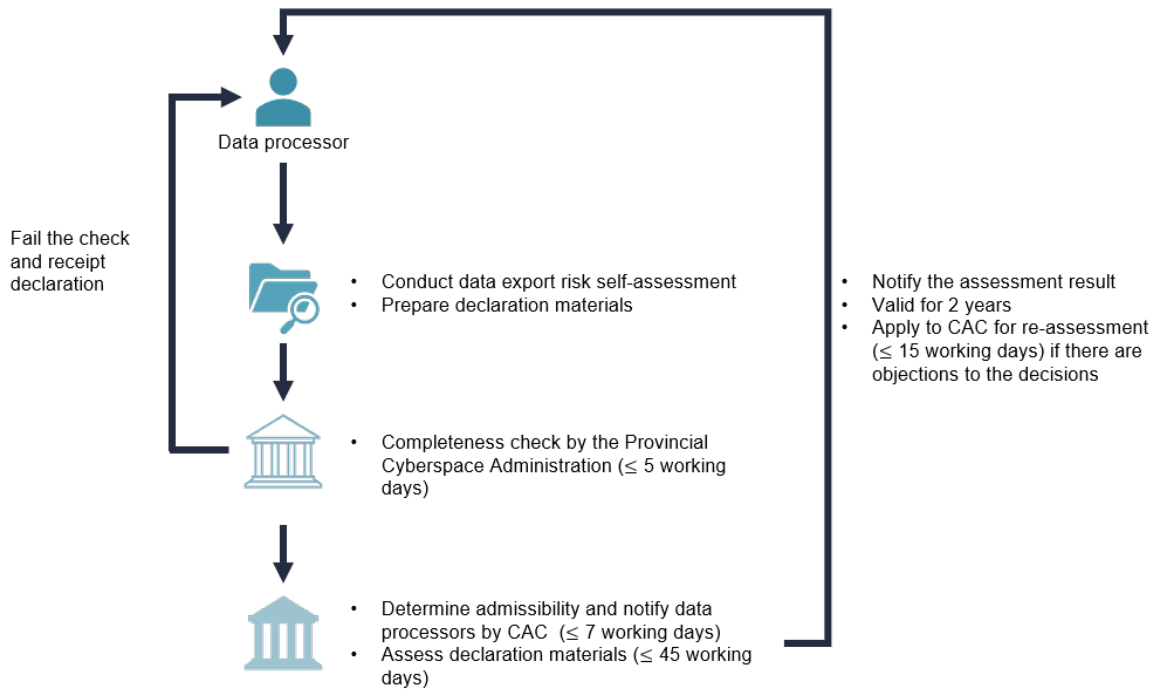 Data processor
Fail the check
and receipt
declaration
• Conduct data export risk self-assessment
• Prepare declaration materials
• Notify the assessment result
• Valid for 2 years
• Apply to CAC for re-assessment
(≤ 15 working days) if there are
objections to the decisions
• Completeness check by the Provincial
Cyberspace Administration (≤ 5 working
days)
• Determine admissibility and notify data
processors by CAC (≤ 7 working days)
• Assess declaration materials (≤ 45 working
days)